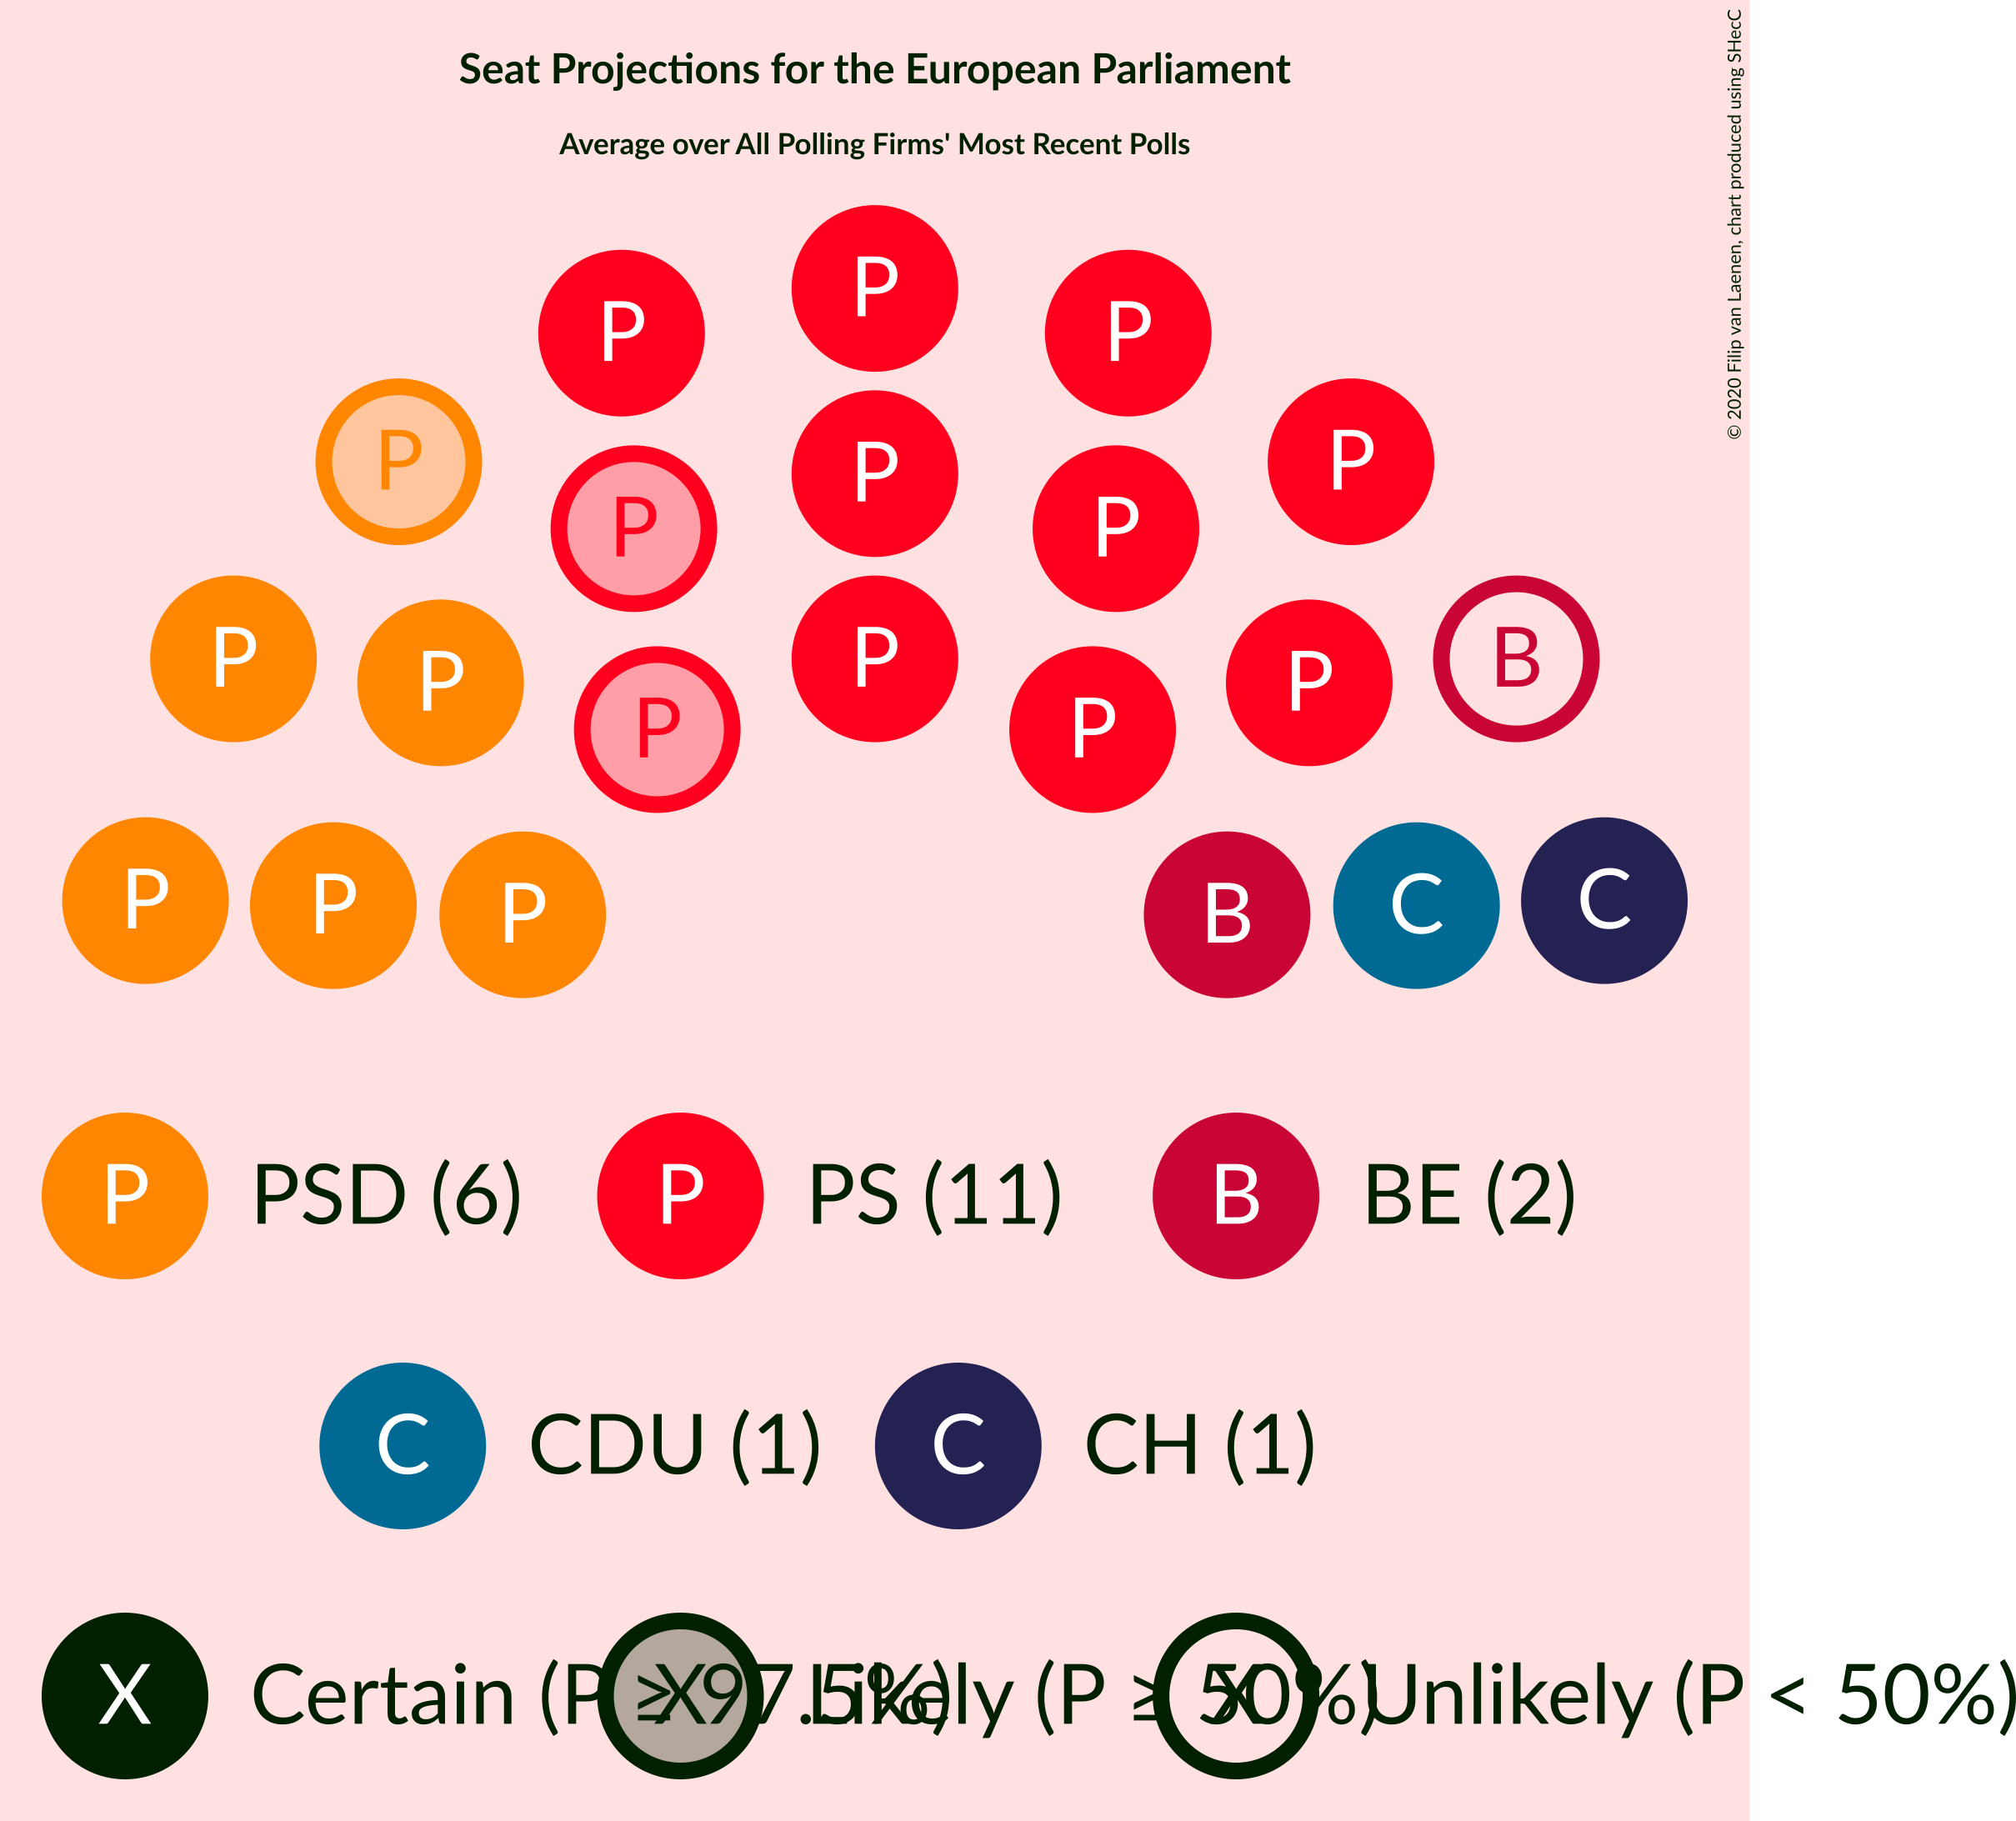 Seat Projections for the European Parliament
Average over All Polling Firms' Most Recent Polls
© 2020 Filip van Laenen, chart produced using SHecC
P
P P
P P
P
P P
P P P B
P P
P P P B C C
P PSD (6) P PS (11) B BE (2)
C CDU (1) C CH (1)
X Certain (P ≥ 97.5%) X Likely (P ≥ 50%) X Unlikely (P < 50%)